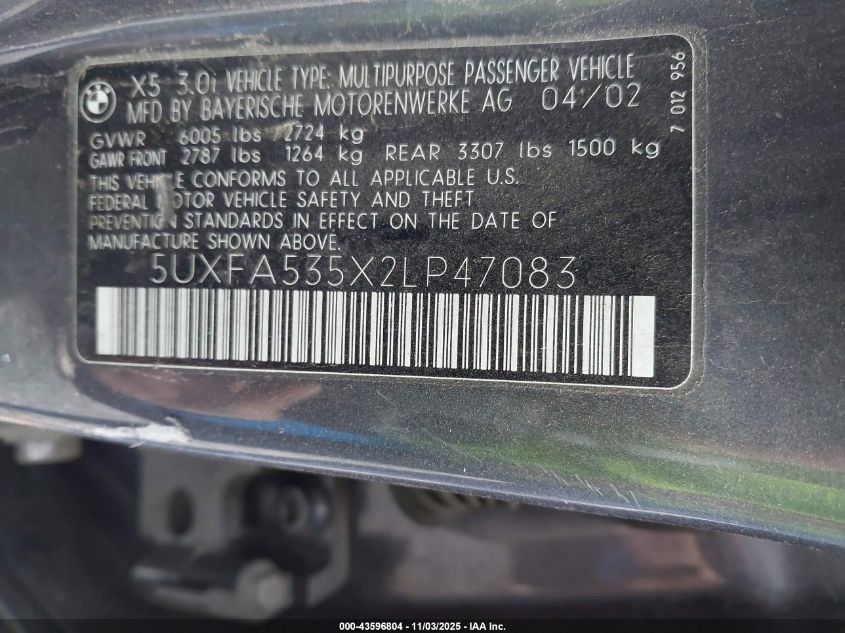 BMW
X5 3.0i VEHICLE TYPE: MULTIPURPOSE PASSENGER VEHICLE
MFD BY BAYERISCHE MOTORENWERKE AG 04/02
GVWR 6005 lbs 2724 kg
GAWR FRONT 2787 lbs 1264 kg REAR 3307 lbs 1500 kg
THIS VEHICLE CONFORMS TO ALL APPLICABLE U.S.
FEDERAL MOTOR VEHICLE SAFETY AND THEFT
PREVENTION STANDARDS IN EFFECT ON THE DATE OF
MANUFACTURE SHOWN ABOVE.
5UXFA535X2LP47083
7 012 956
000-43596804 - 11/03/2025 - IAA Inc.